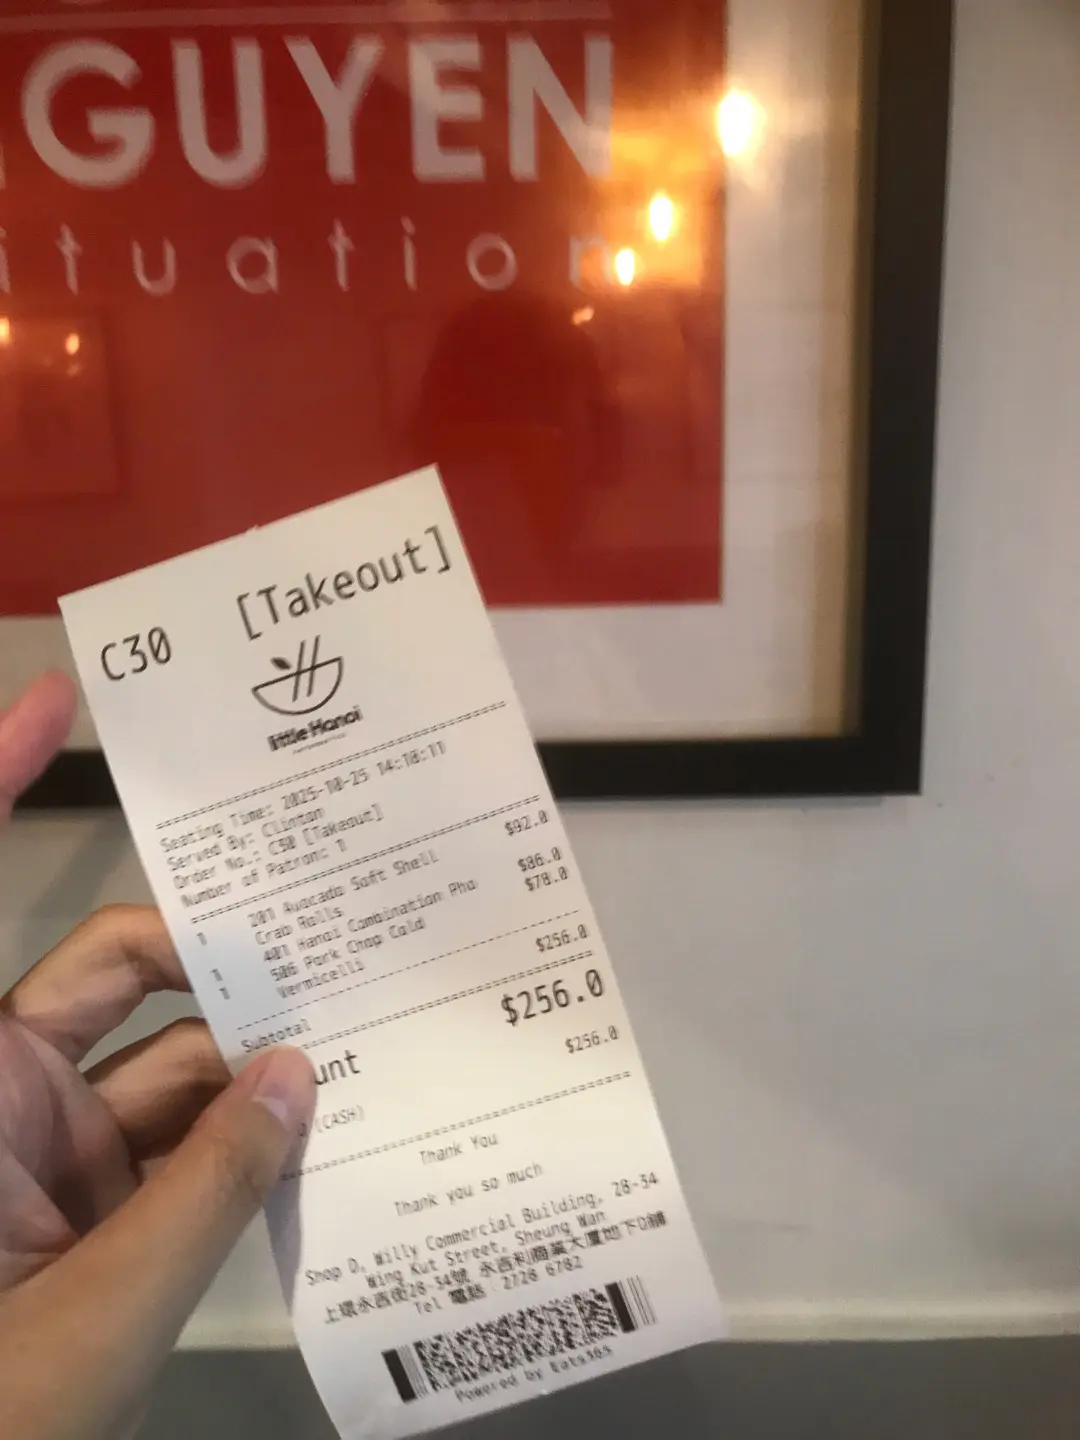 GUYEN
ituation
C30 [Takeout]
little Hanoi
Seating Time: 2025-10-25 14:18:11
Served By: Clinton
Order No.: C30 [Takeout]
Number of Patron: 1
1 201 Avocado Soft Shell $92.0
Crab Rolls
1 401 Hanoi Combination Pho $86.0
1 506 Pork Chop Cold $78.0
Vermicelli
Subtotal $256.0
unt $256.0
(CASH) $256.0
Thank You
Thank you so much
Shop D, Willy Commercial Building, 28-34
Wing Kut Street, Sheung Wan
上環永吉街28-34號 永吉利商業大廈地下D舖
Tel 電話 : 2728 6782
Powered by Eats365